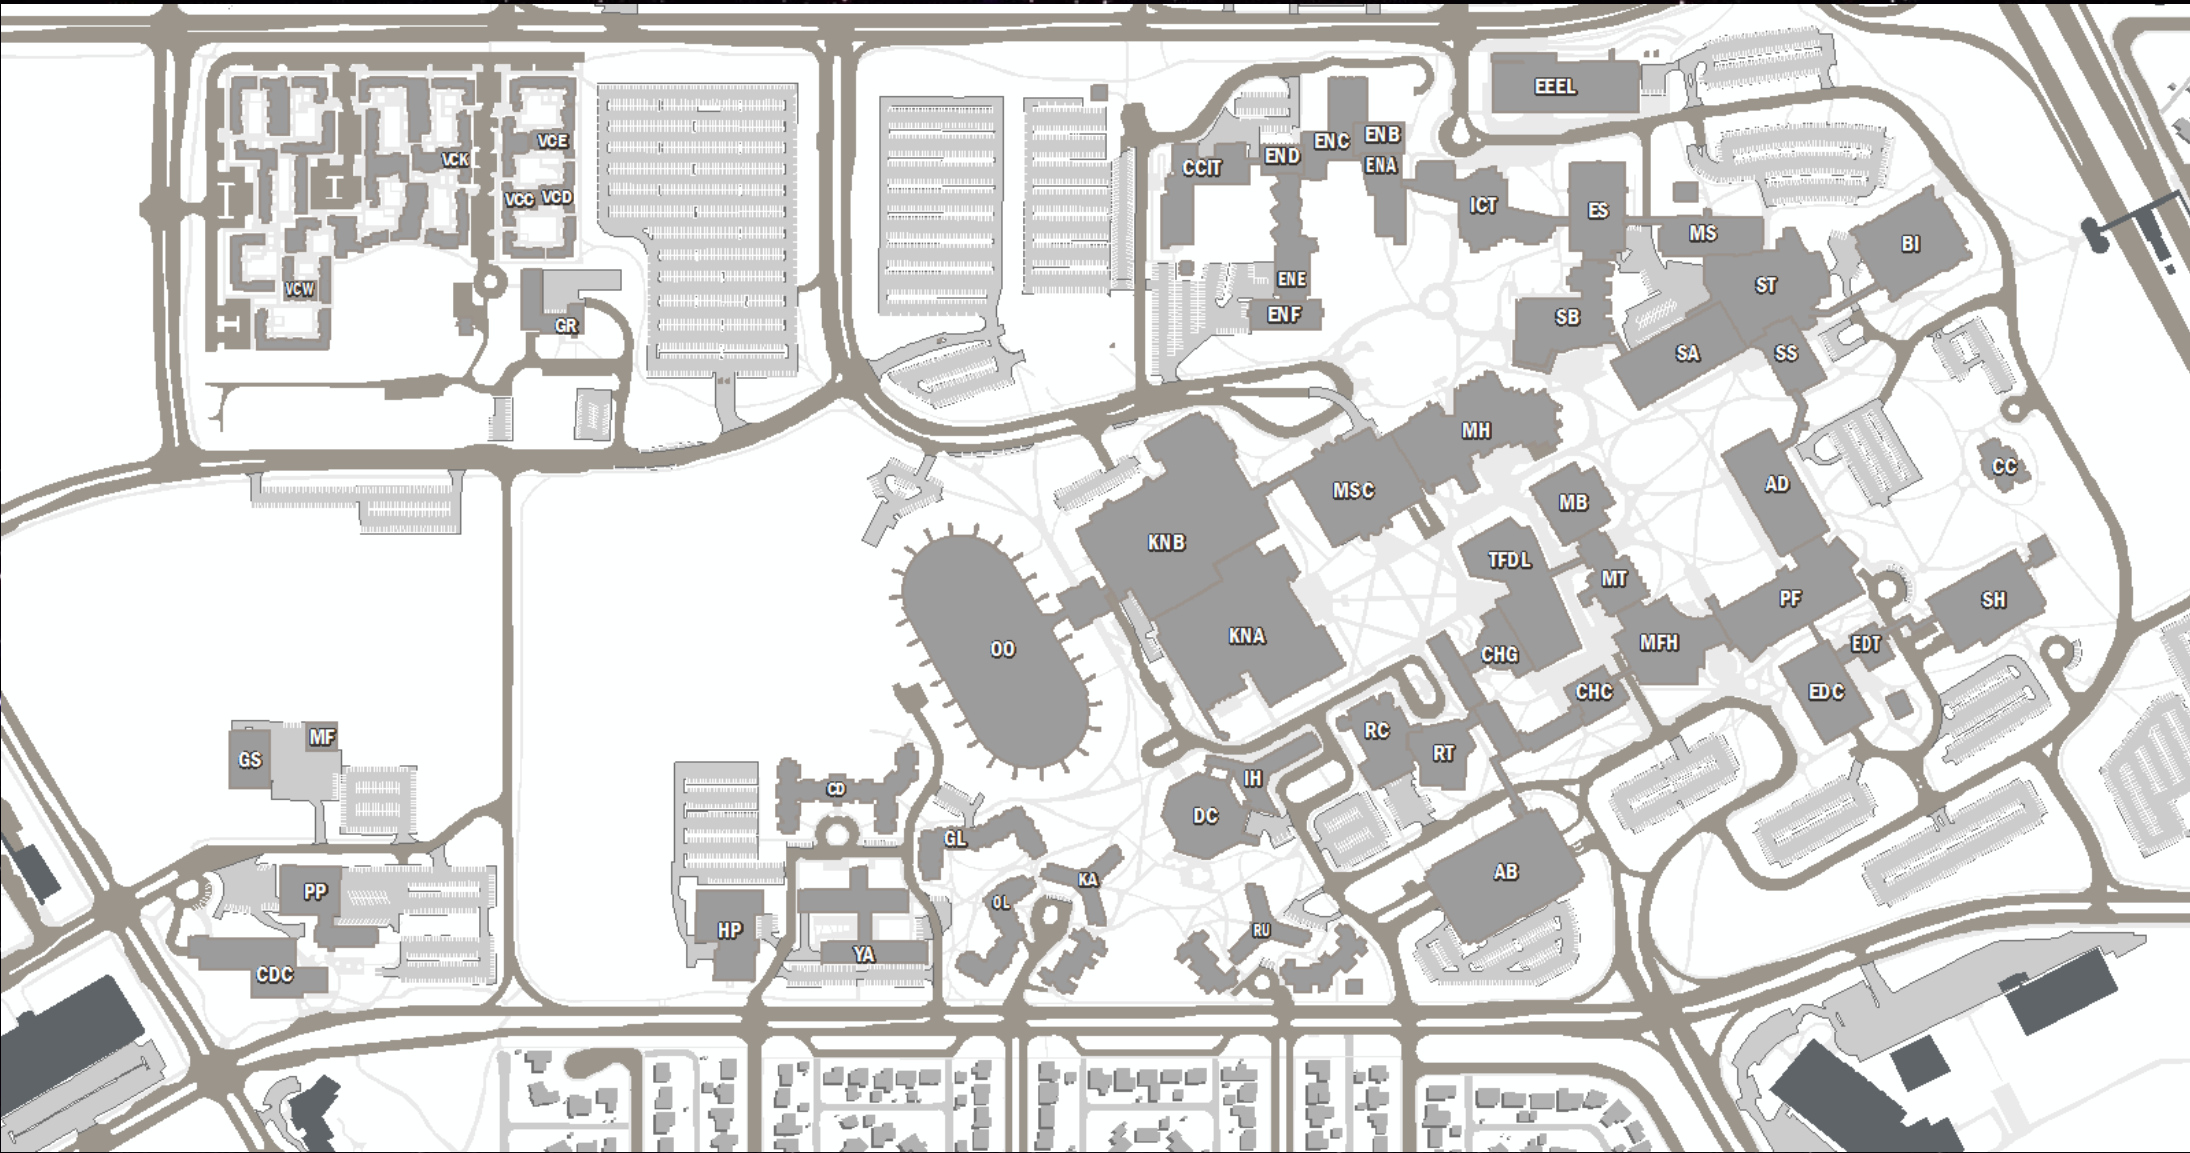 EEEL
VCE
VCK
VCC
VCD
VCW
GR
CCIT
END
ENC
ENB
ENA
ICT
ES
MS
BI
ENE
ENF
SB
ST
SA
SS
MH
MSC
MB
AD
CC
KNB
TFDL
MT
PF
SH
KNA
OO
CHG
MFH
EDT
CHC
EDC
RC
RT
IH
DC
AB
GS
MF
CD
GL
KA
OL
RU
PP
CDC
HP
YA